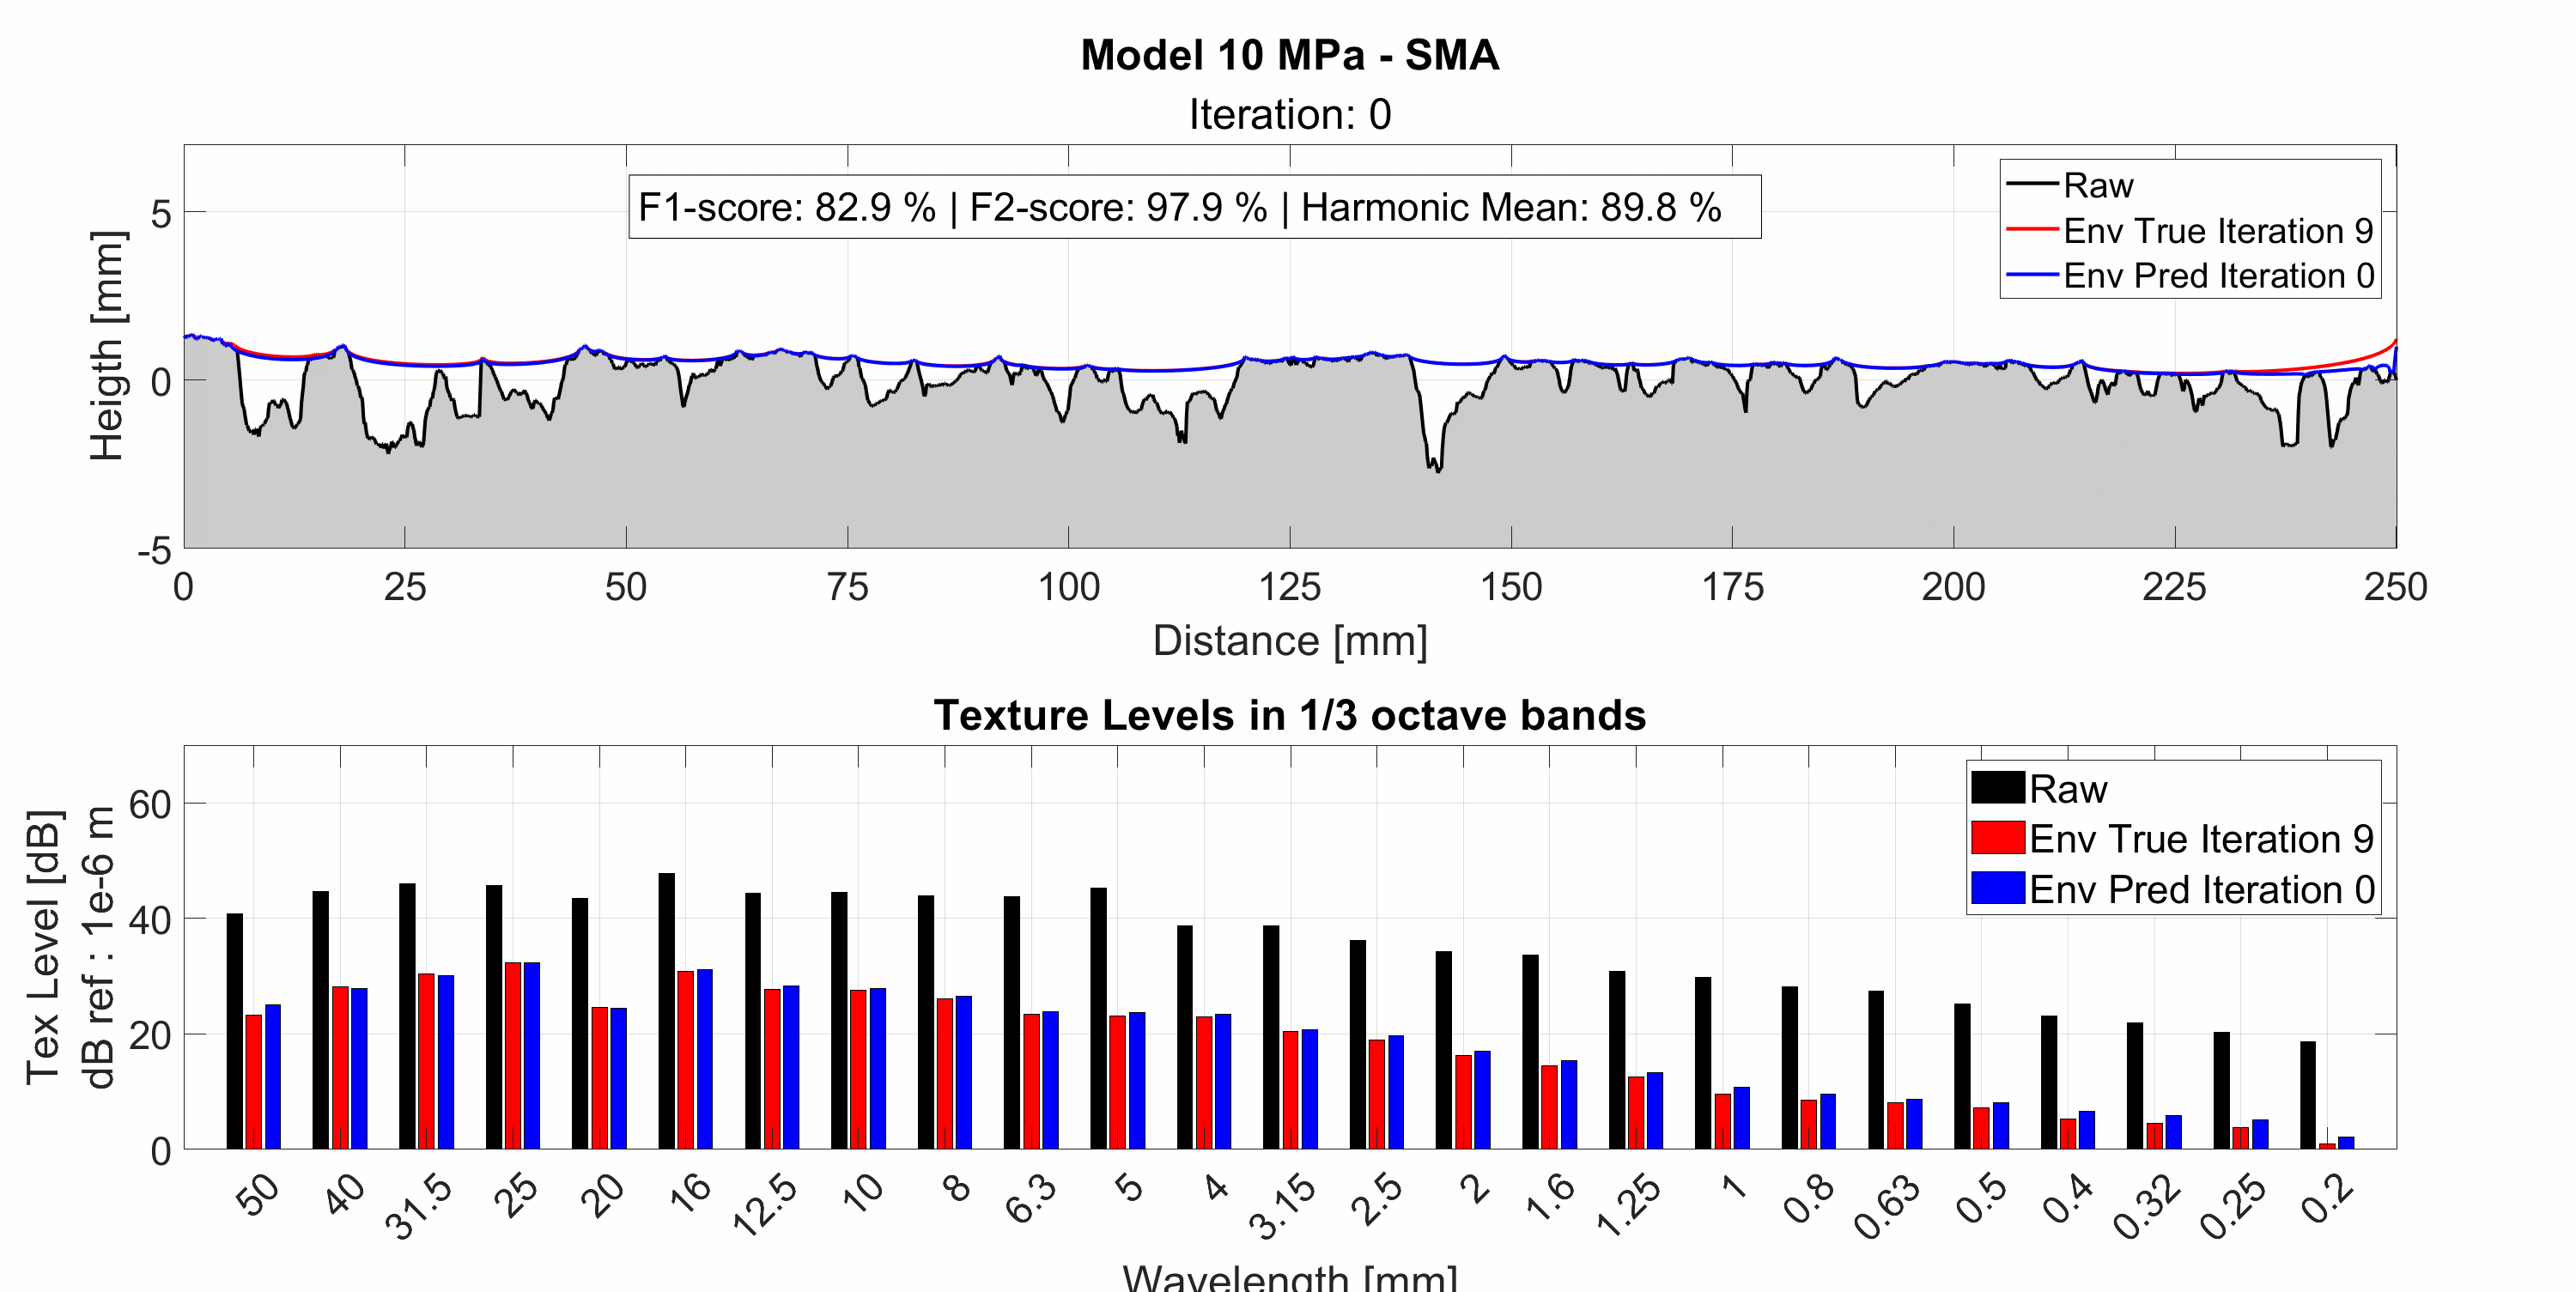 Model 10 MPa - SMA
Iteration: 0
F1-score: 82.9 % | F2-score: 97.9 % | Harmonic Mean: 89.8 %
Raw
Env True Iteration 9
Env Pred Iteration 0
Heigth [mm]
5
0
-5
0 25 50 75 100 125 150 175 200 225 250
Distance [mm]
Texture Levels in 1/3 octave bands
Raw
Env True Iteration 9
Env Pred Iteration 0
Tex Level [dB]
dB ref : 1e-6 m
60
40
20
0
50 40 31.5 25 20 16 12.5 10 8 6.3 5 4 3.15 2.5 2 1.6 1.25 1 0.8 0.63 0.5 0.4 0.32 0.25 0.2
Wavelength [mm]